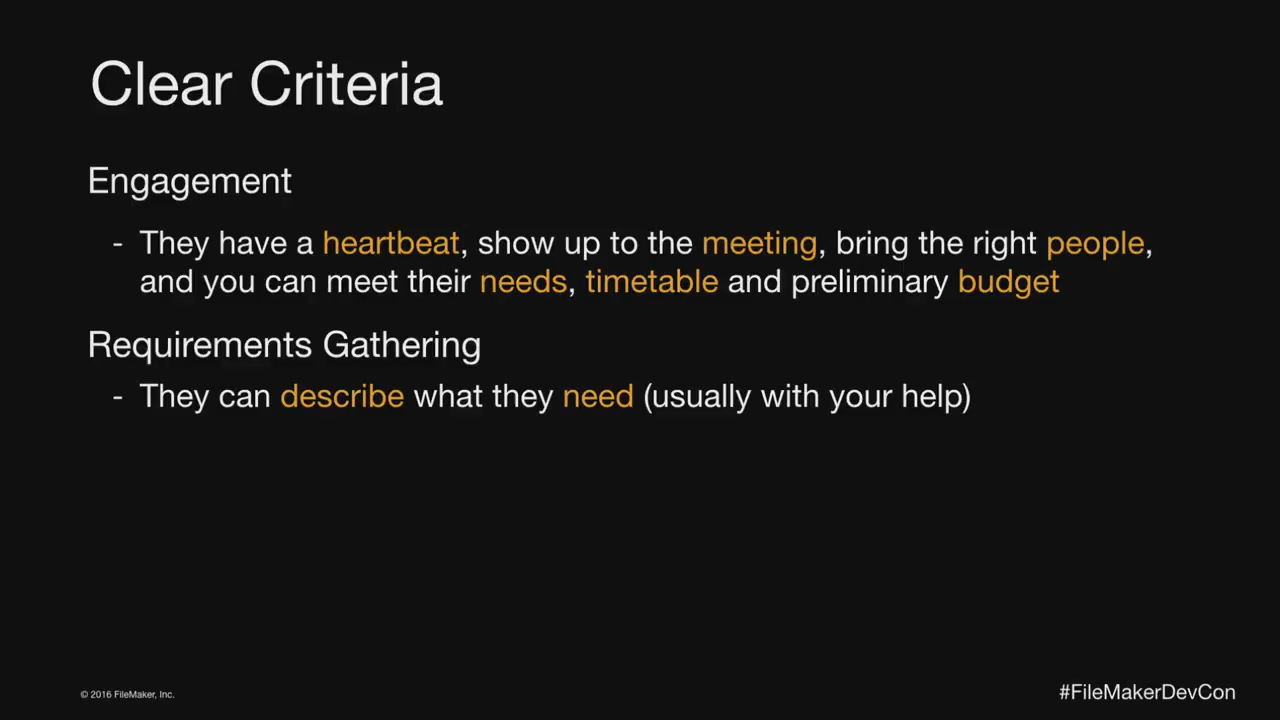 Clear Criteria
Engagement
- They have a heartbeat, show up to the meeting, bring the right people,
and you can meet their needs, timetable and preliminary budget
Requirements Gathering
- They can describe what they need (usually with your help)
© 2016 FileMaker, Inc.
#FileMakerDevCon